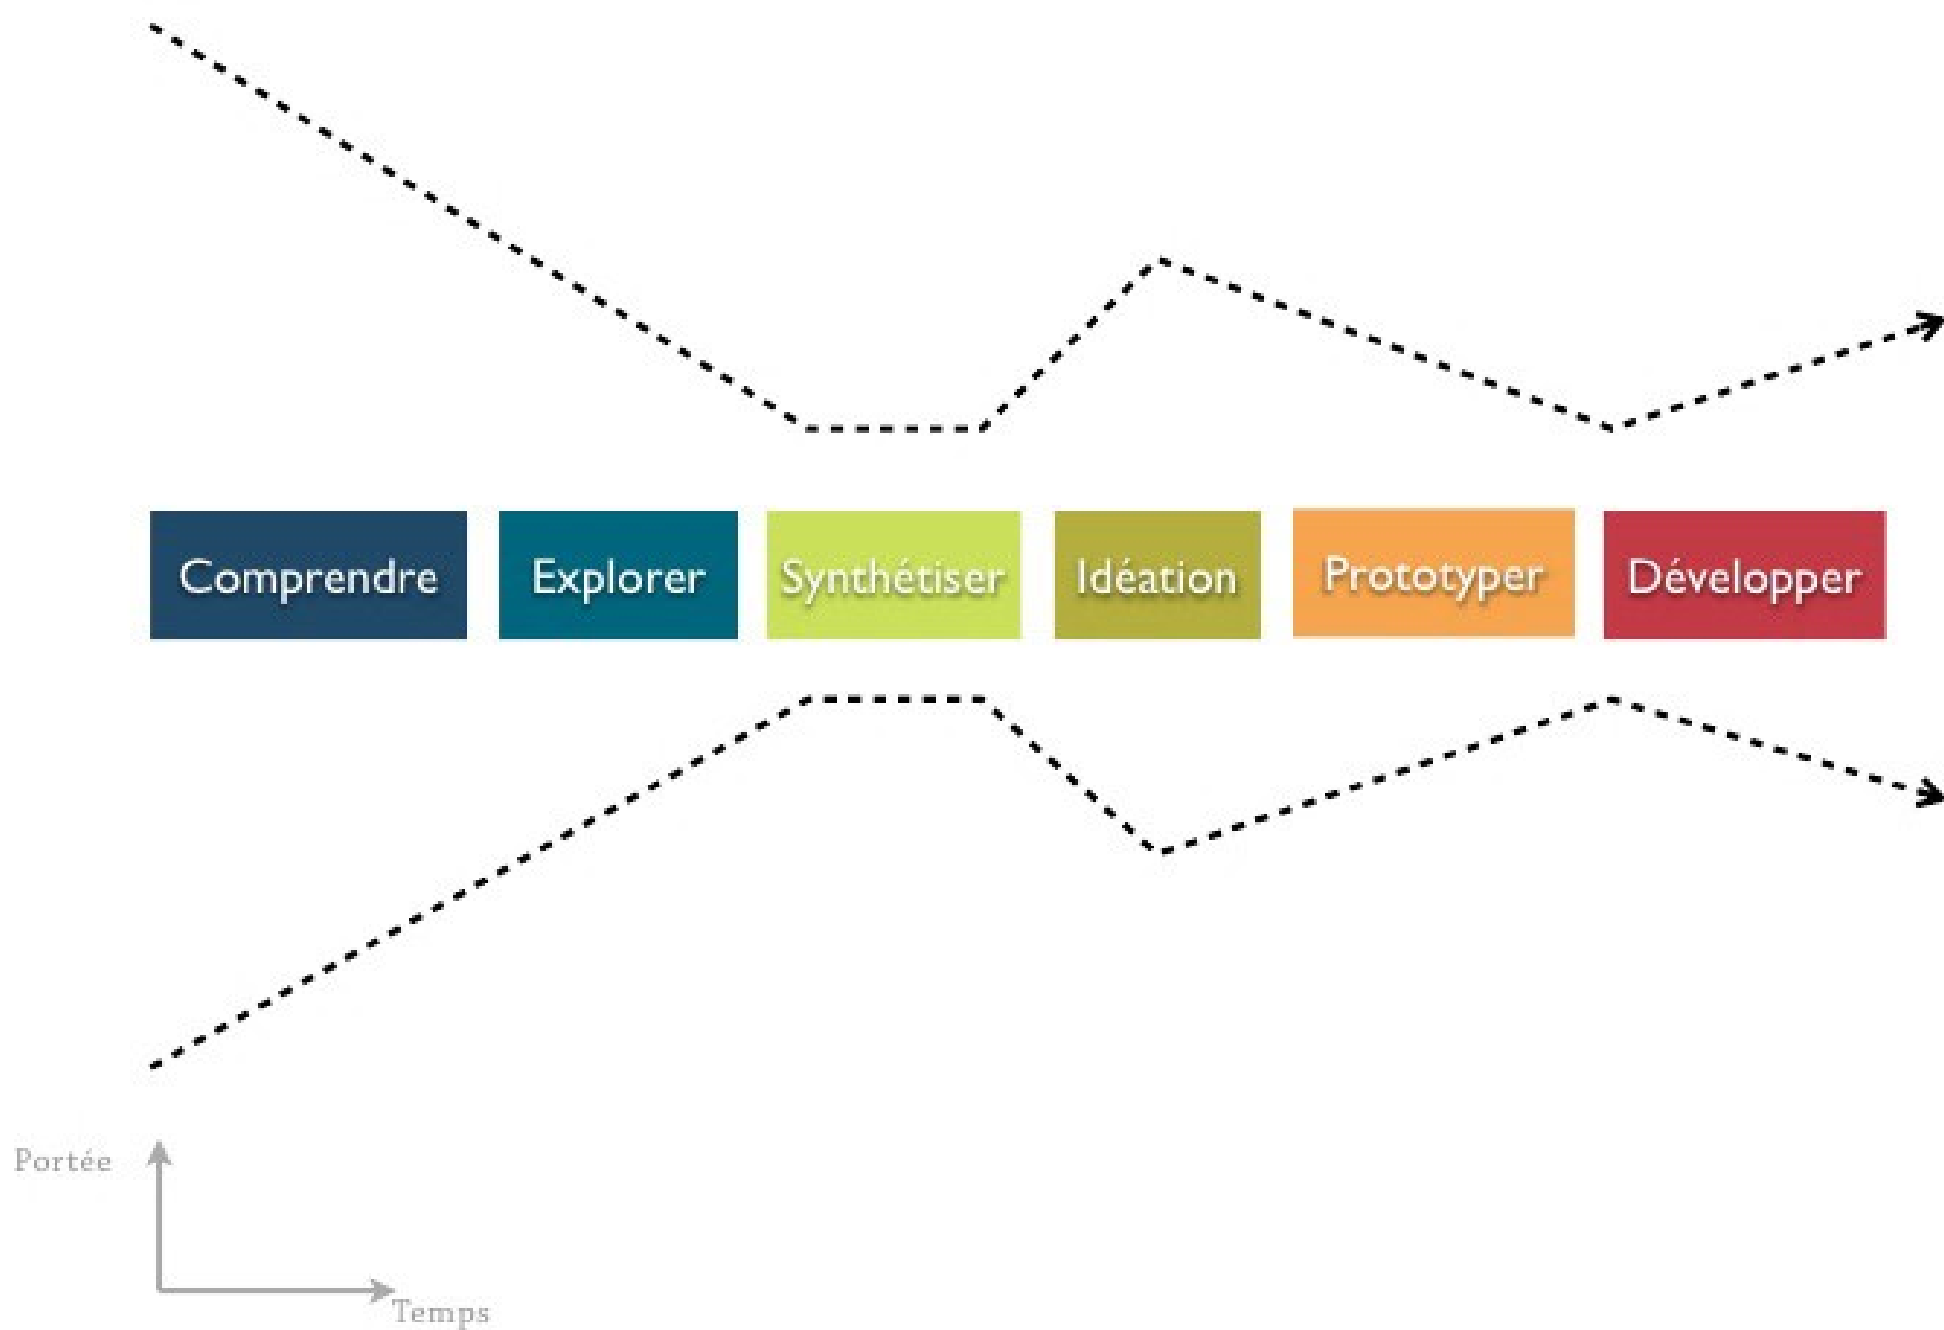 Comprendre
Explorer
Synthétiser
Idéation
Prototyper
Développer
Portée
Temps